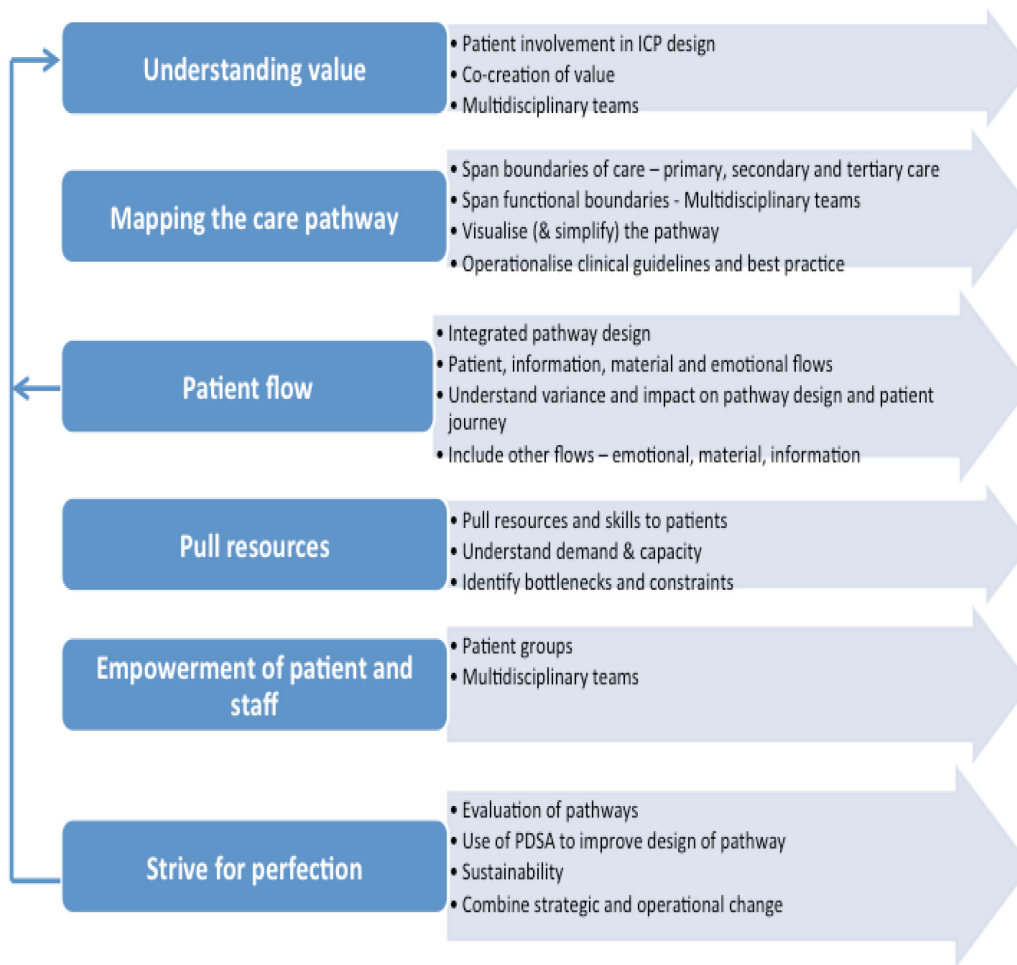 Understanding value
• Patient involvement in ICP design
• Co-creation of value
• Multidisciplinary teams
Mapping the care pathway
• Span boundaries of care – primary, secondary and tertiary care
• Span functional boundaries - Multidisciplinary teams
• Visualise (& simplify) the pathway
• Operationalise clinical guidelines and best practice
Patient flow
• Integrated pathway design
• Patient, information, material and emotional flows
• Understand variance and impact on pathway design and patient
journey
• Include other flows – emotional, material, information
Pull resources
• Pull resources and skills to patients
• Understand demand & capacity
• Identify bottlenecks and constraints
Empowerment of patient and
staff
• Patient groups
• Multidisciplinary teams
Strive for perfection
• Evaluation of pathways
• Use of PDSA to improve design of pathway
• Sustainability
• Combine strategic and operational change